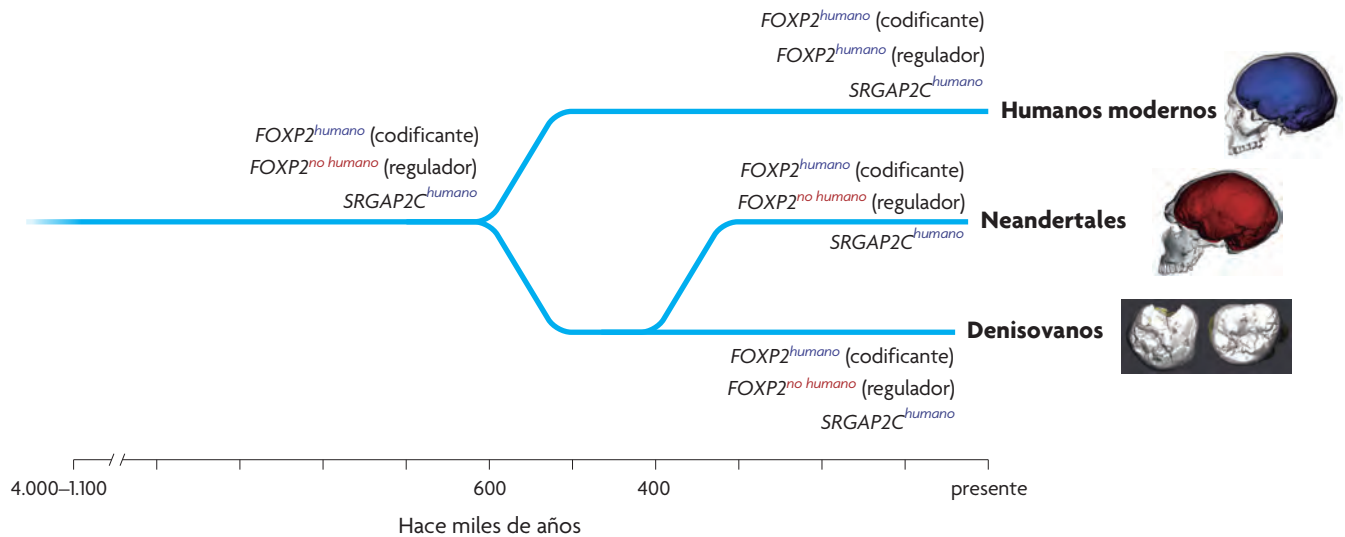 FOXP2humano (codificante)
FOXP2humano (regulador)
SRGAP2Chumano
Humanos modernos
FOXP2humano (codificante)
FOXP2no humano (regulador)
SRGAP2Chumano
FOXP2humano (codificante)
FOXP2no humano (regulador)
SRGAP2Chumano
Neandertales
Denisovanos
FOXP2humano (codificante)
FOXP2no humano (regulador)
SRGAP2Chumano
4.000–1.100 600 400 presente
Hace miles de años